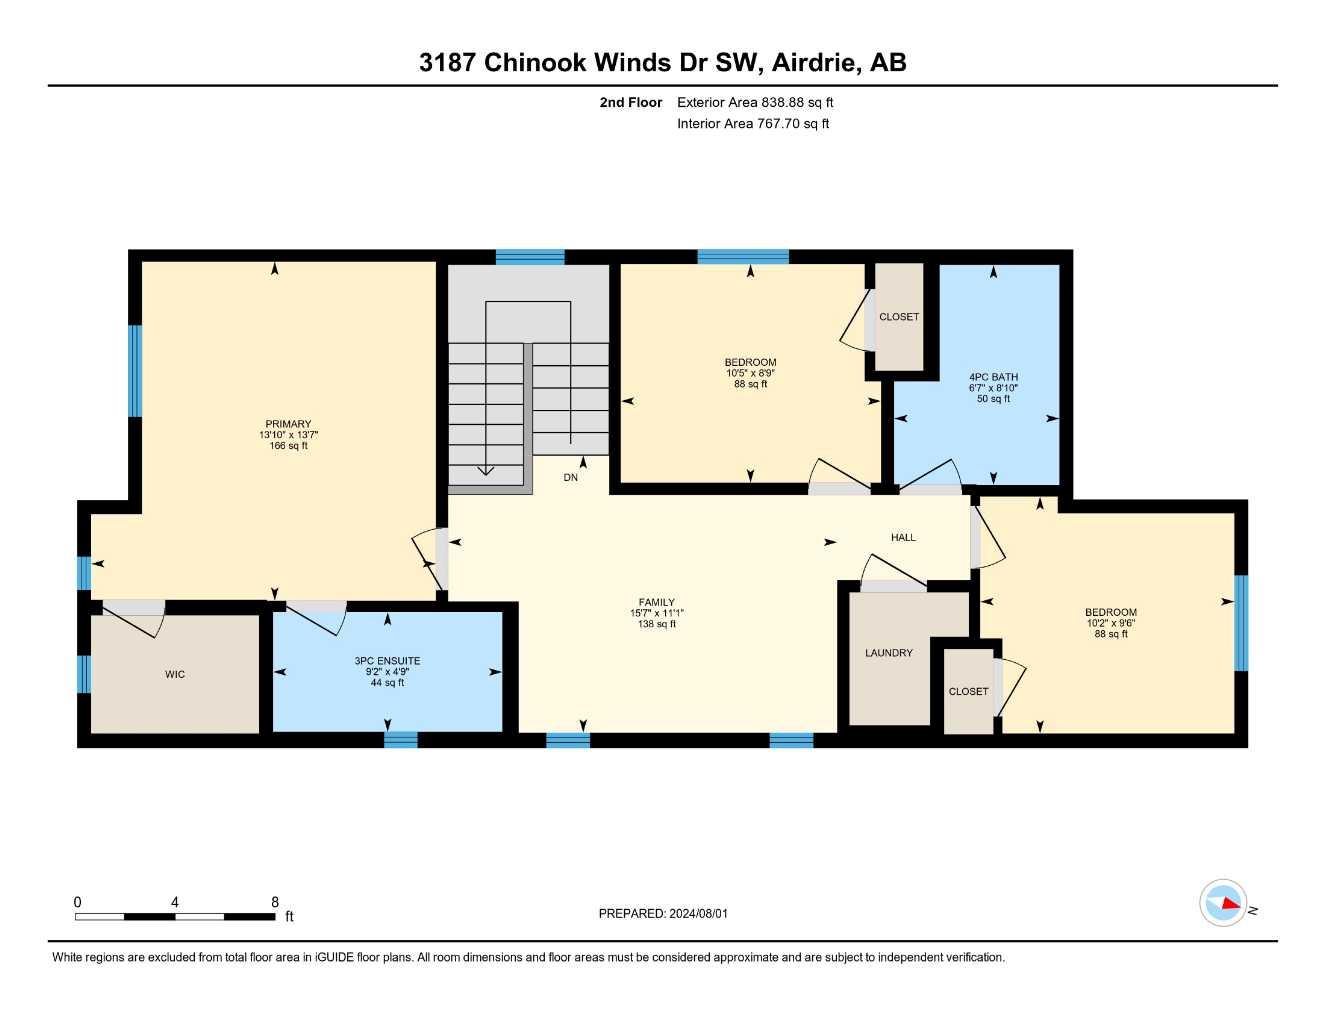 3187 Chinook Winds Dr SW, Airdrie, AB
2nd Floor Exterior Area 838.88 sq ft
Interior Area 767.70 sq ft
CLOSET
BEDROOM
10'5" x 8'9"
88 sq ft
4PC BATH
6'7" x 8'10"
50 sq ft
PRIMARY
13'10" x 13'7"
166 sq ft
DN
HALL
FAMILY
15'7" x 11'1"
138 sq ft
BEDROOM
10'2" x 9'6"
88 sq ft
LAUNDRY
3PC ENSUITE
9'2" x 4'9"
44 sq ft
WIC
CLOSET
0 4 8
ft
PREPARED: 2024/08/01
N
White regions are excluded from total floor area in iGUIDE floor plans. All room dimensions and floor areas must be considered approximate and are subject to independent verification.